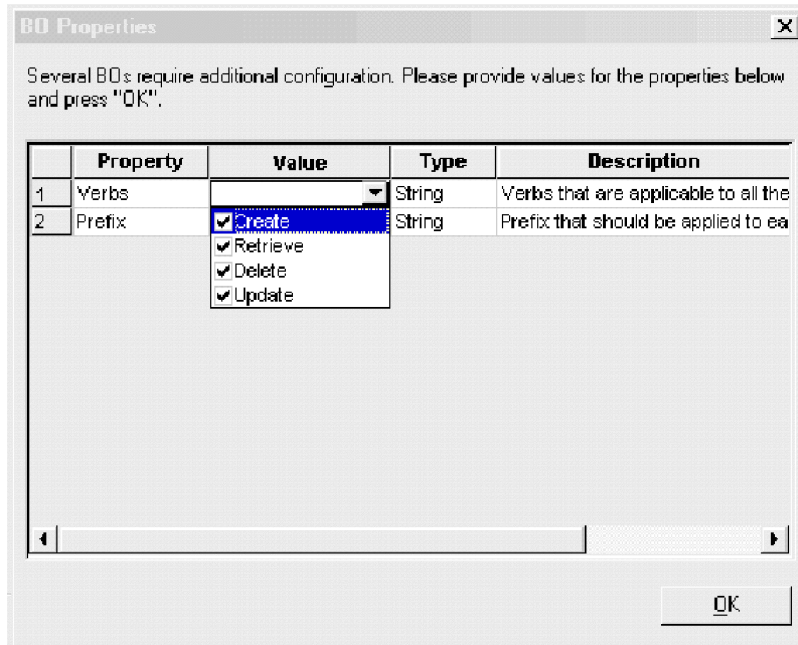 BO Properties
Several BOs require additional configuration. Please provide values for the properties below
and press "OK".
Property Value Type Description
1 Verbs String Verbs that are applicable to all the
2 Prefix String Prefix that should be applied to ea
Create
Retrieve
Delete
Update
OK